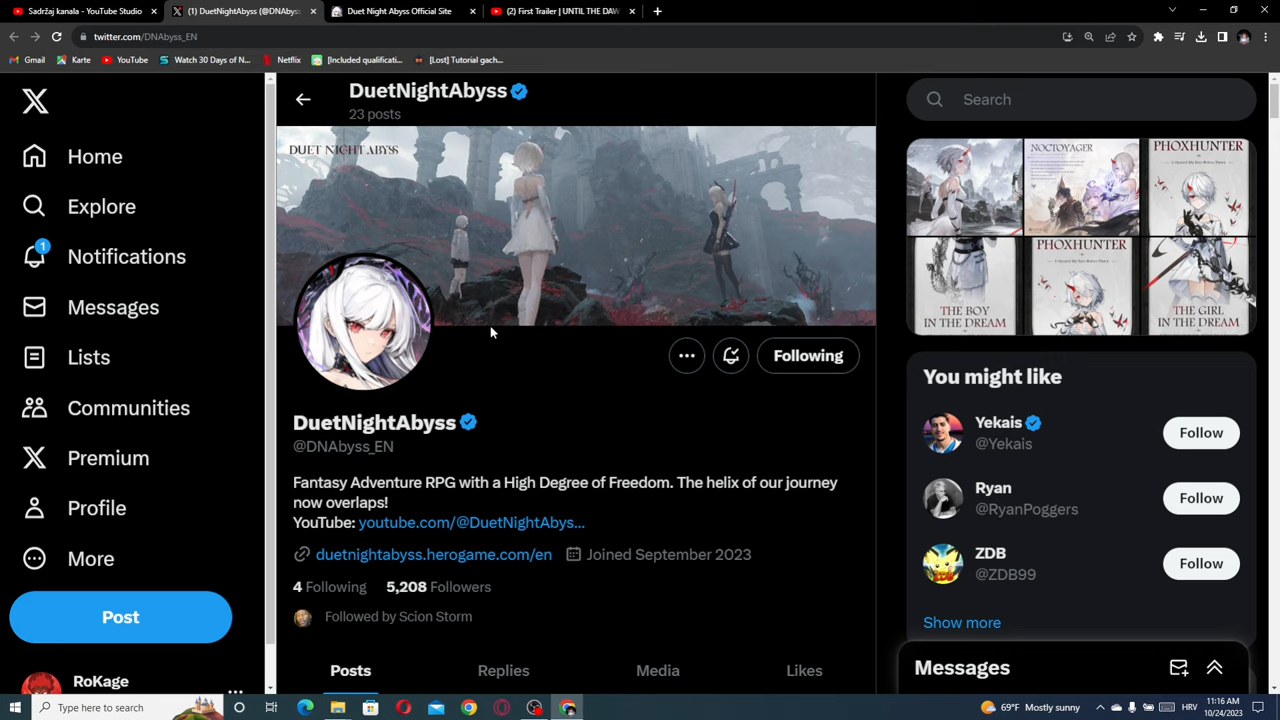 Sadržaj kanala - YouTube Studio
(1) DuetNightAbyss (@DNAbyss
Duet Night Abyss Official Site
(2) First Trailer | UNTIL THE DAW
twitter.com/DNAbyss_EN
Gmail
Karte
YouTube
Watch 30 Days of N...
Netflix
[Included qualificati...
[Lost] Tutorial gach...
DuetNightAbyss
23 posts
Search
Home
Explore
1
Notifications
Messages
Lists
Communities
Premium
Profile
More
Post
RoKage
DUET NIGHT ABYSS
Following
DuetNightAbyss
@DNAbyss_EN
Fantasy Adventure RPG with a High Degree of Freedom. The helix of our journey
now overlaps!
YouTube: youtube.com/@DuetNightAbys...
duetnightabyss.herogame.com/en
Joined September 2023
4 Following 5,208 Followers
Followed by Scion Storm
Posts
Replies
Media
Likes
NOCTOYAGER
PHOXHUNTER
THE BOY
IN THE DREAM
PHOXHUNTER
THE GIRL
IN THE DREAM
You might like
Yekais
@Yekais
Follow
Ryan
@RyanPoggers
Follow
ZDB
@ZDB99
Follow
Show more
Messages
Type here to search
69°F Mostly sunny
HRV
11:16 AM
10/24/2023